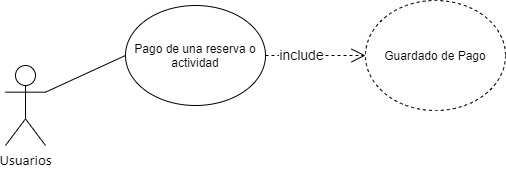 Pago de una reserva o
actividad
include
Guardado de Pago
Usuarios